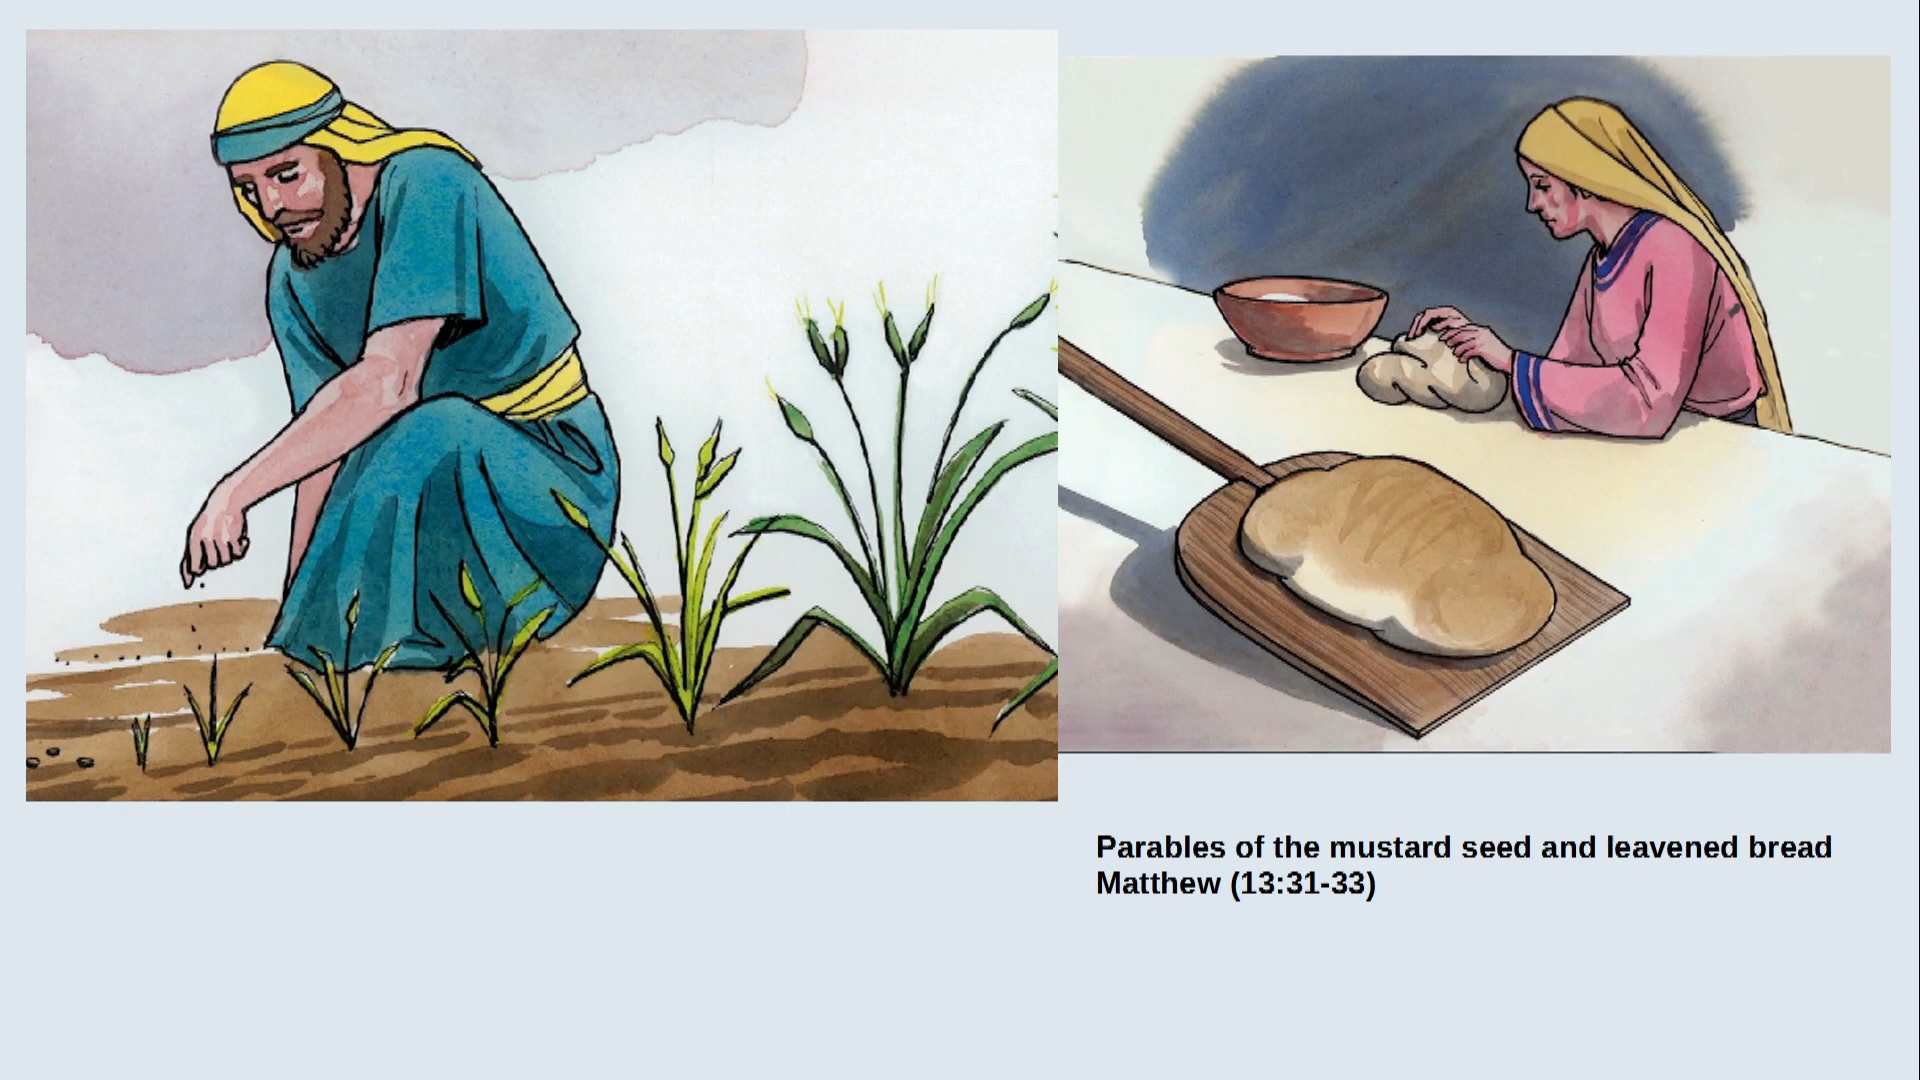 Parables of the mustard seed and leavened bread
Matthew (13:31-33)